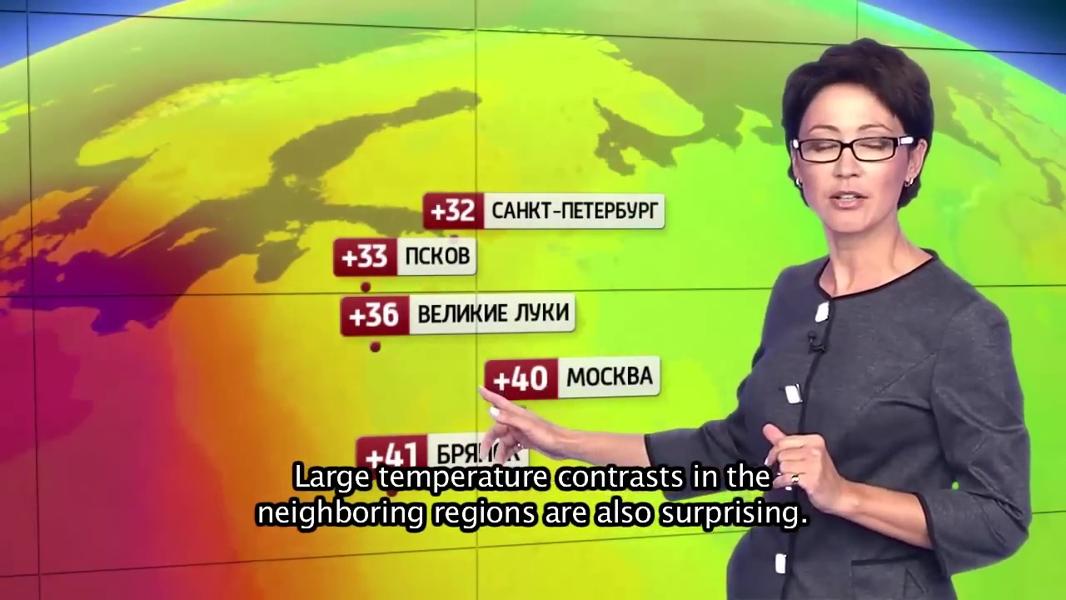 +32 САНКТ-ПЕТЕРБУРГ
+33 ПСКОВ
+36 ВЕЛИКИЕ ЛУКИ
+40 МОСКВА
+41
Large temperature contrasts in the
neighboring regions are also surprising.